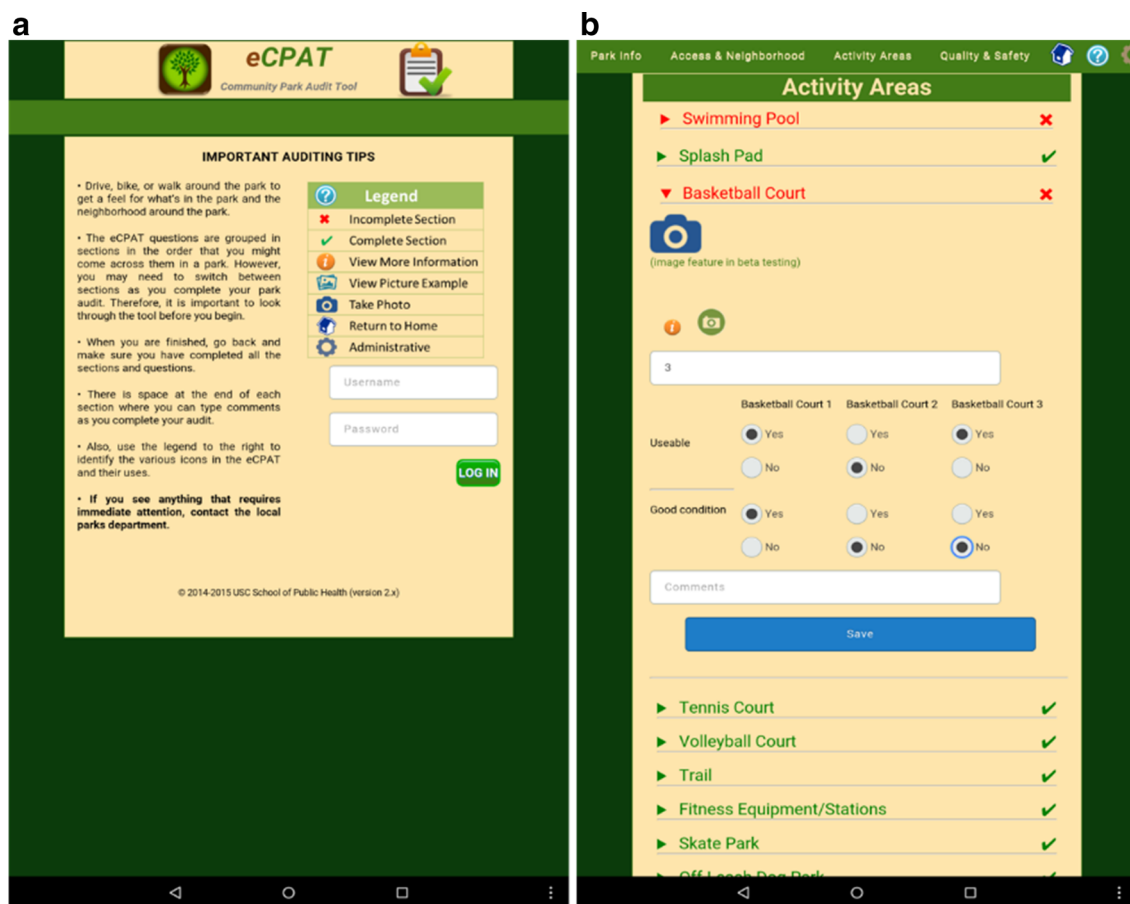 a
eCPAT
Community Park Audit Tool
IMPORTANT AUDITING TIPS
• Drive, bike, or walk around the park to
get a feel for what's in the park and the
neighborhood around the park.
• The eCPAT questions are grouped in
sections in the order that you might
come across them in a park. However,
you may need to switch between
sections as you complete your park
audit. Therefore, it is important to look
through the tool before you begin.
• When you are finished, go back and
make sure you have completed all the
sections and questions.
• There is space at the end of each
section where you can type comments
as you complete your audit.
• Also, use the legend to the right to
identify the various icons in the eCPAT
and their uses.
• If you see anything that requires
immediate attention, contact the local
parks department.
? Legend
Incomplete Section
Complete Section
i View More Information
View Picture Example
Take Photo
Return to Home
Administrative
Username
Password
LOG IN
© 2014-2015 USC School of Public Health (version 2.x)
b
Park Info Access & Neighborhood Activity Areas Quality & Safety ?
Activity Areas
Swimming Pool
Splash Pad
Basketball Court
(image feature in beta testing)
i
3
Basketball Court 1 Basketball Court 2 Basketball Court 3
Useable Yes Yes Yes
No No No
Good condition Yes Yes Yes
No No No
Comments
Save
Tennis Court
Volleyball Court
Trail
Fitness Equipment/Stations
Skate Park
Off Leash Dog Park